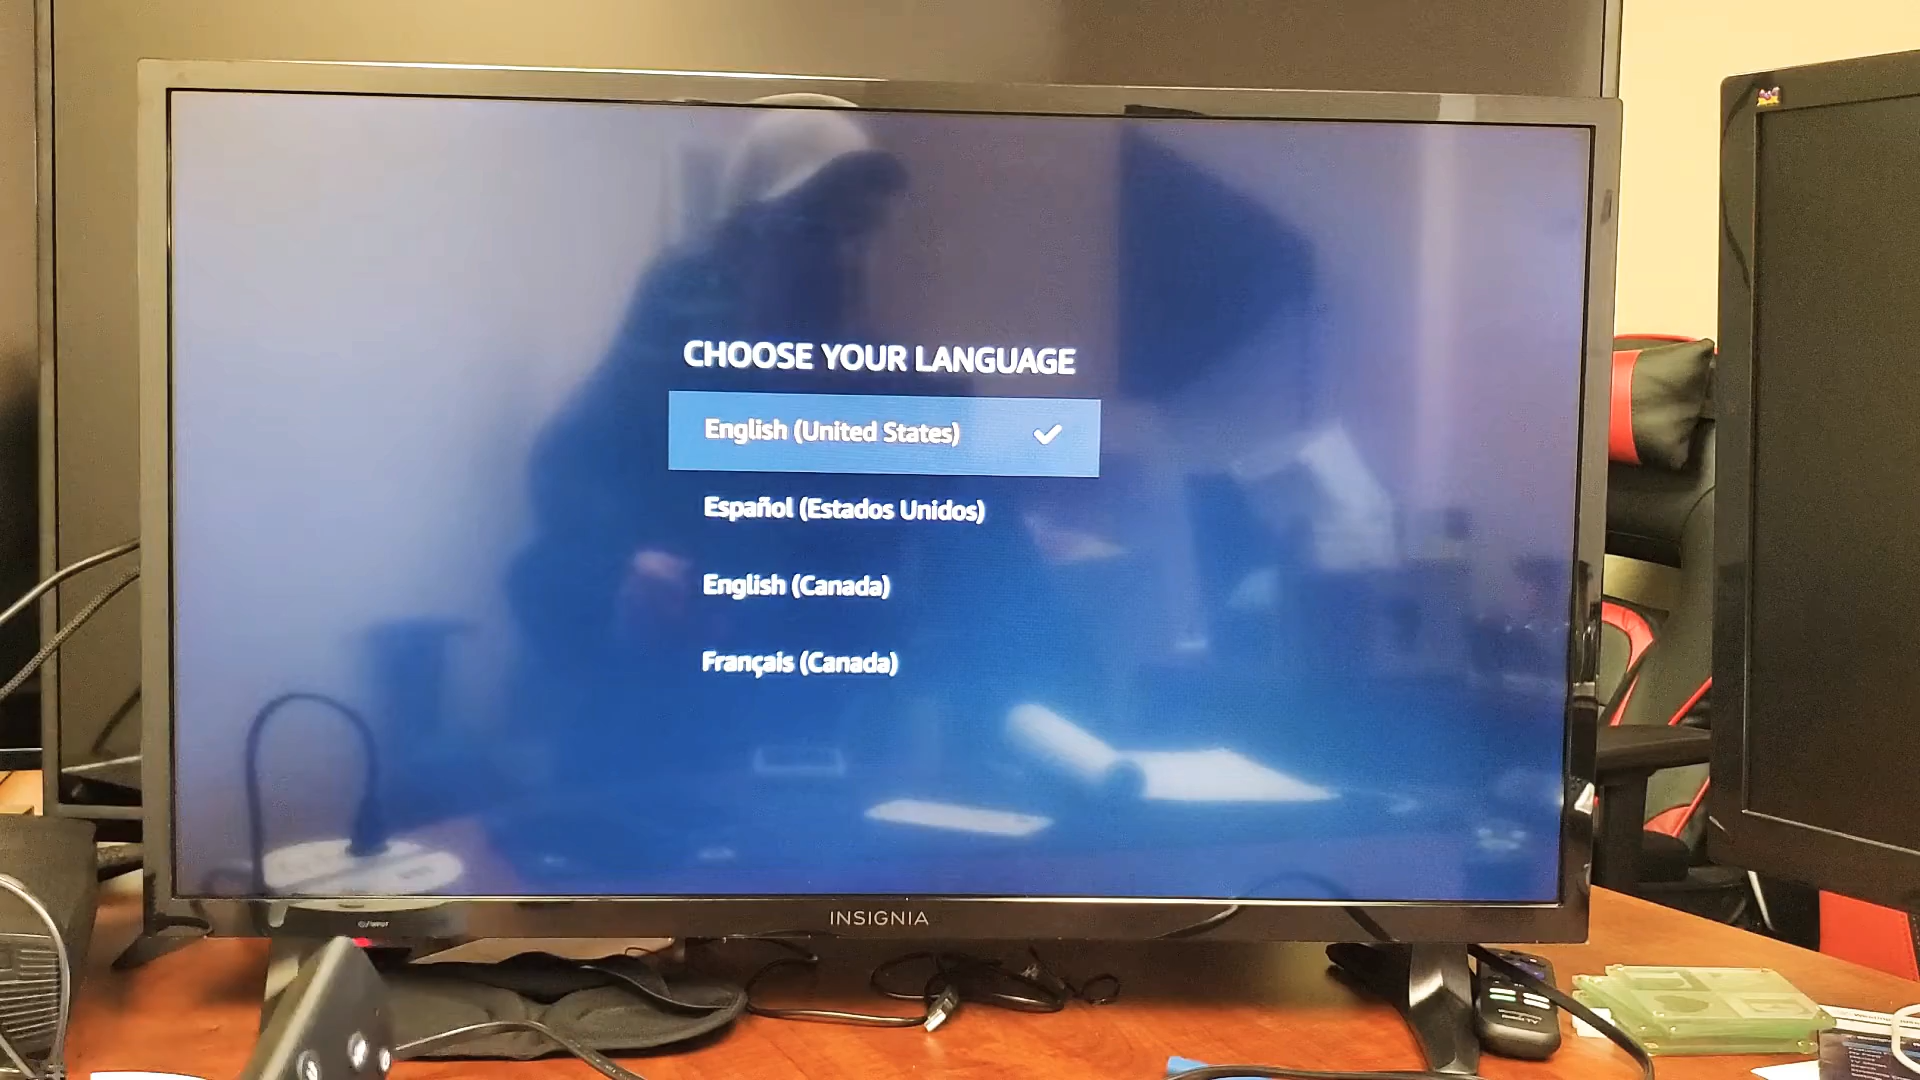 CHOOSE YOUR LANGUAGE
English (United States)
Español (Estados Unidos)
English (Canada)
Français (Canada)
INSIGNIA